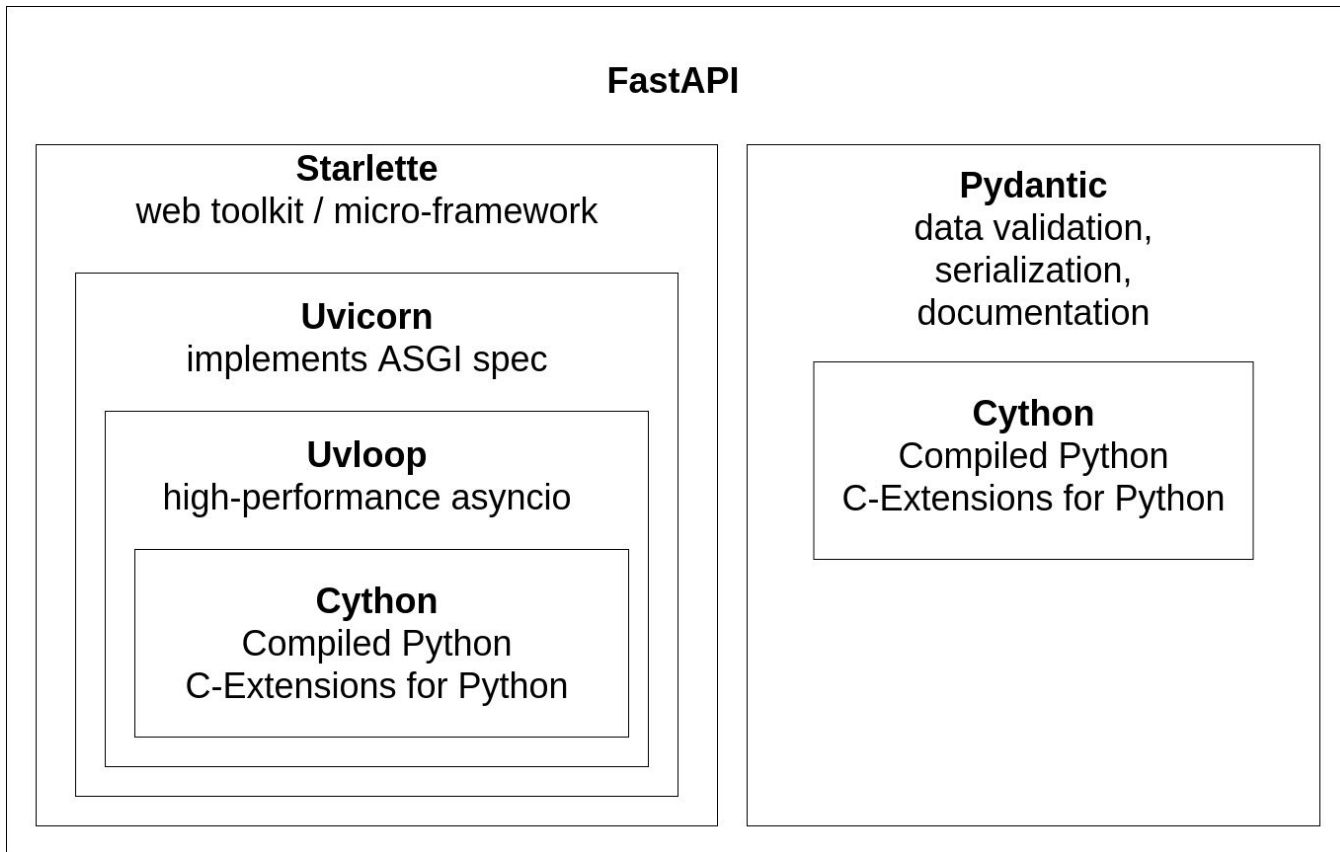 FastAPI
Starlette
web toolkit / micro-framework
Uvicorn
implements ASGI spec
Uvloop
high-performance asyncio
Cython
Compiled Python
C-Extensions for Python
Pydantic
data validation,
serialization,
documentation
Cython
Compiled Python
C-Extensions for Python